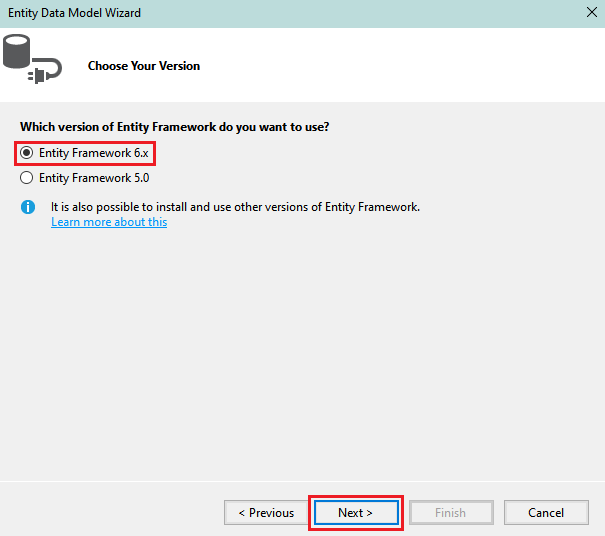 Entity Data Model Wizard
Choose Your Version
Which version of Entity Framework do you want to use?
Entity Framework 6.x
Entity Framework 5.0
It is also possible to install and use other versions of Entity Framework.
Learn more about this
< Previous
Next >
Finish
Cancel